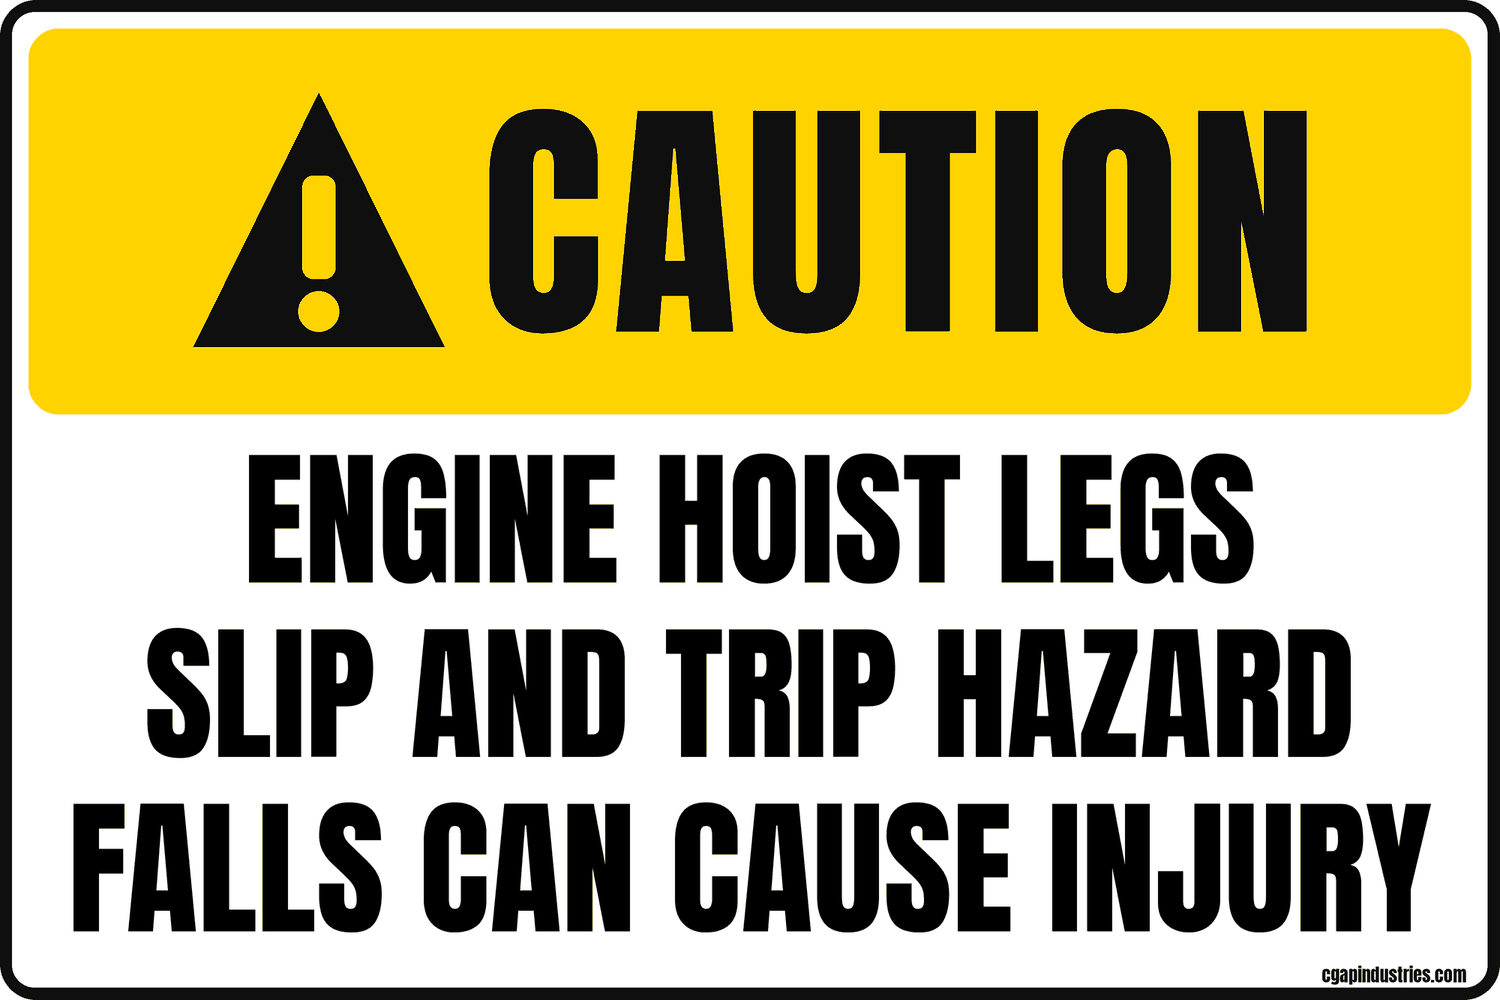 CAUTION
ENGINE HOIST LEGS
SLIP AND TRIP HAZARD
FALLS CAN CAUSE INJURY
cgapindustries.com